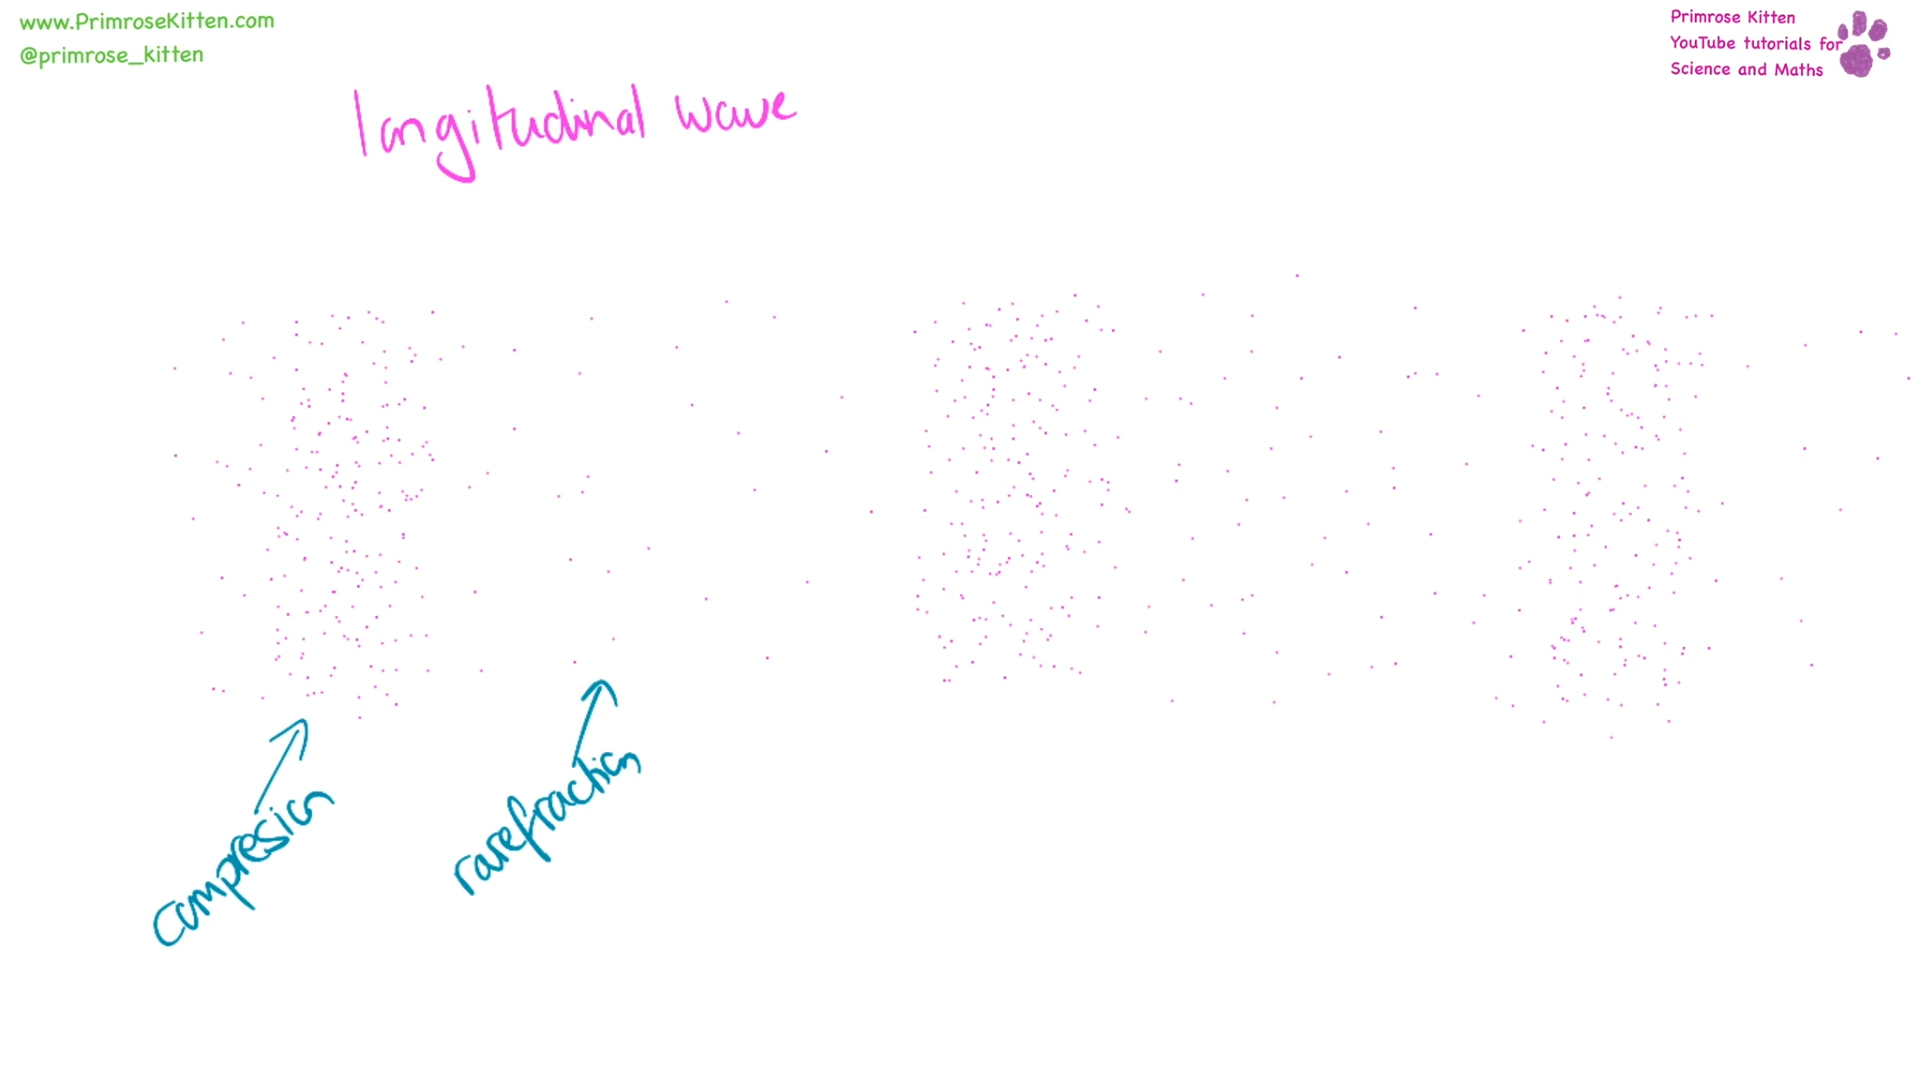 www.PrimroseKitten.com
@primrose_kitten
Primrose Kitten
YouTube tutorials for
Science and Maths
longitudinal wave
compresion
rarefraction